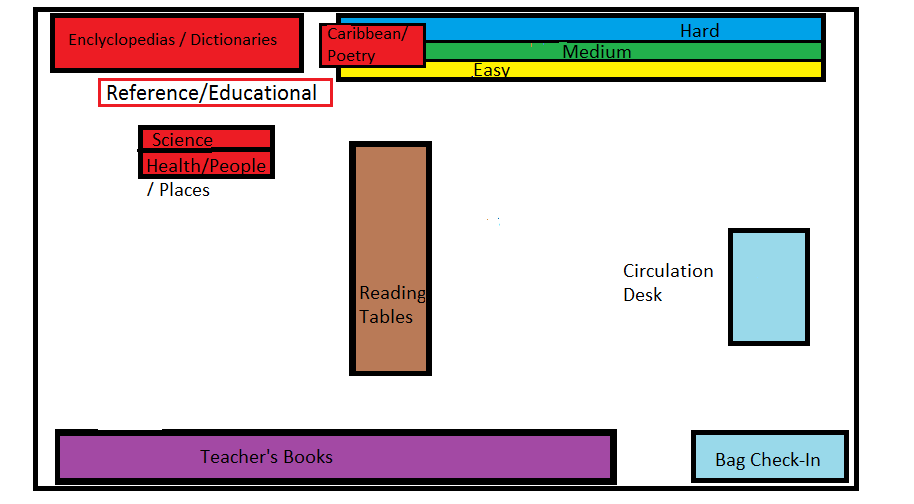 Enclyclopedias / Dictionaries
Caribbean/
Poetry
Hard
Medium
Easy
Reference/Educational
Science
Health/People
/ Places
Reading
Tables
Circulation
Desk
Teacher's Books
Bag Check-In